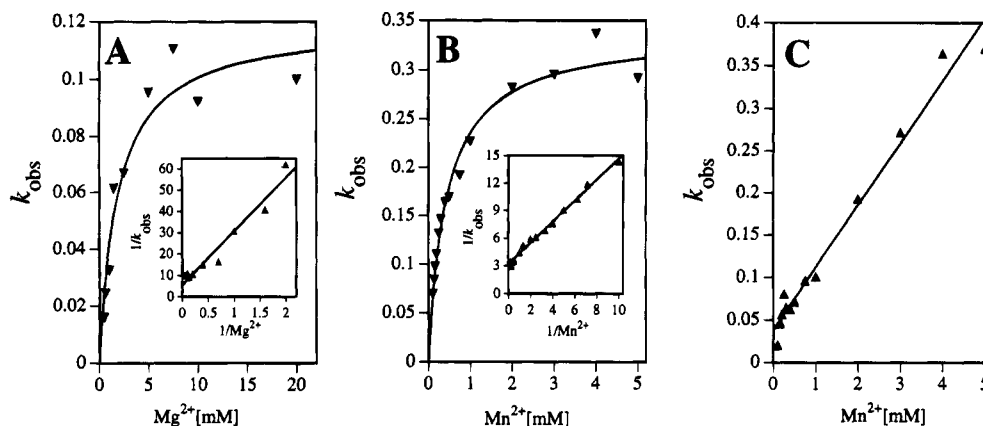 A
k_obs
0.12
0.1
0.08
0.06
0.04
0.02
0
0 5 10 15 20
Mg²⁺[mM]
1/k_obs
60
50
40
30
20
10
0
0 0.5 1 1.5 2
1/Mg²⁺
B
k_obs
0.35
0.3
0.25
0.2
0.15
0.1
0.05
0
0 1 2 3 4 5
Mn²⁺[mM]
1/k_obs
15
12
9
6
3
0
0 2 4 6 8 10
1/Mn²⁺
C
k_obs
0.4
0.35
0.3
0.25
0.2
0.15
0.1
0.05
0
0 1 2 3 4 5
Mn²⁺[mM]